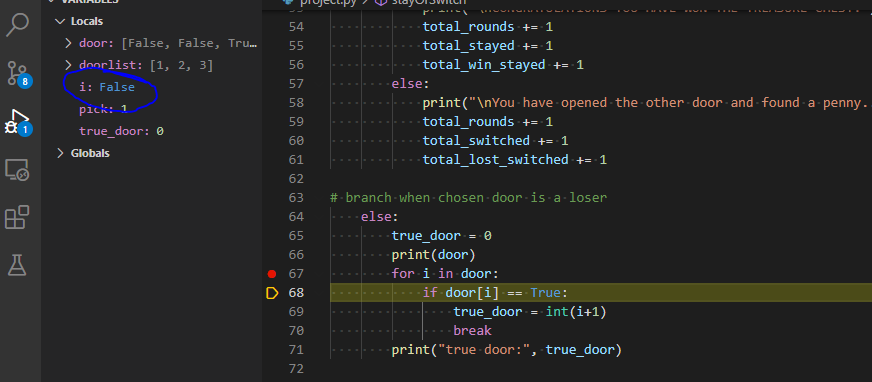 VARIABLES
Locals
door: [False, False, Tru…
doorlist: [1, 2, 3]
i: False
pick: 1
true_door: 0
Globals
8
1
project.py stayOrSwitch
54 total_rounds += 1
55 total_stayed += 1
56 total_win_stayed += 1
57 else:
58 print("\nYou have opened the other door and found a penny..
59 total_rounds += 1
60 total_switched += 1
61 total_lost_switched += 1
62
63 # branch when chosen door is a loser
64 else:
65 true_door = 0
66 print(door)
67 for i in door:
68 if door[i] == True:
69 true_door = int(i+1)
70 break
71 print("true door:", true_door)
72